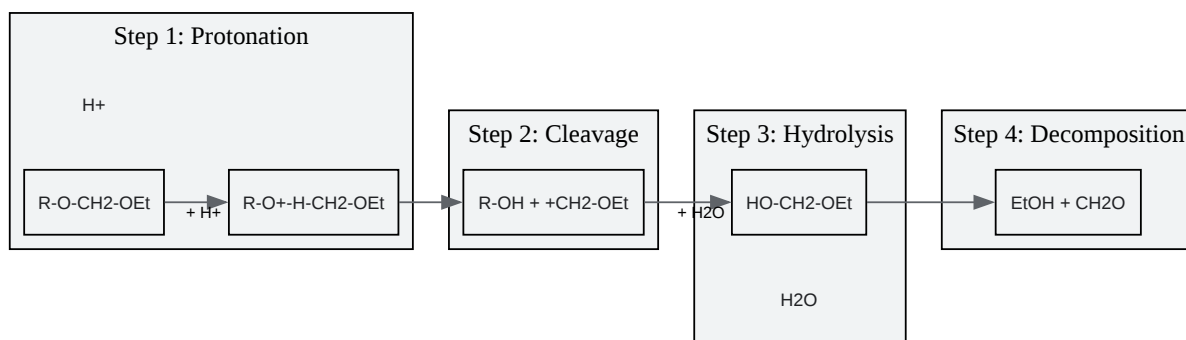 Step 1: Protonation
H+
R-O-CH2-OEt
+ H+
R-O+-H-CH2-OEt
Step 2: Cleavage
R-OH + +CH2-OEt
+ H2O
Step 3: Hydrolysis
HO-CH2-OEt
H2O
Step 4: Decomposition
EtOH + CH2O